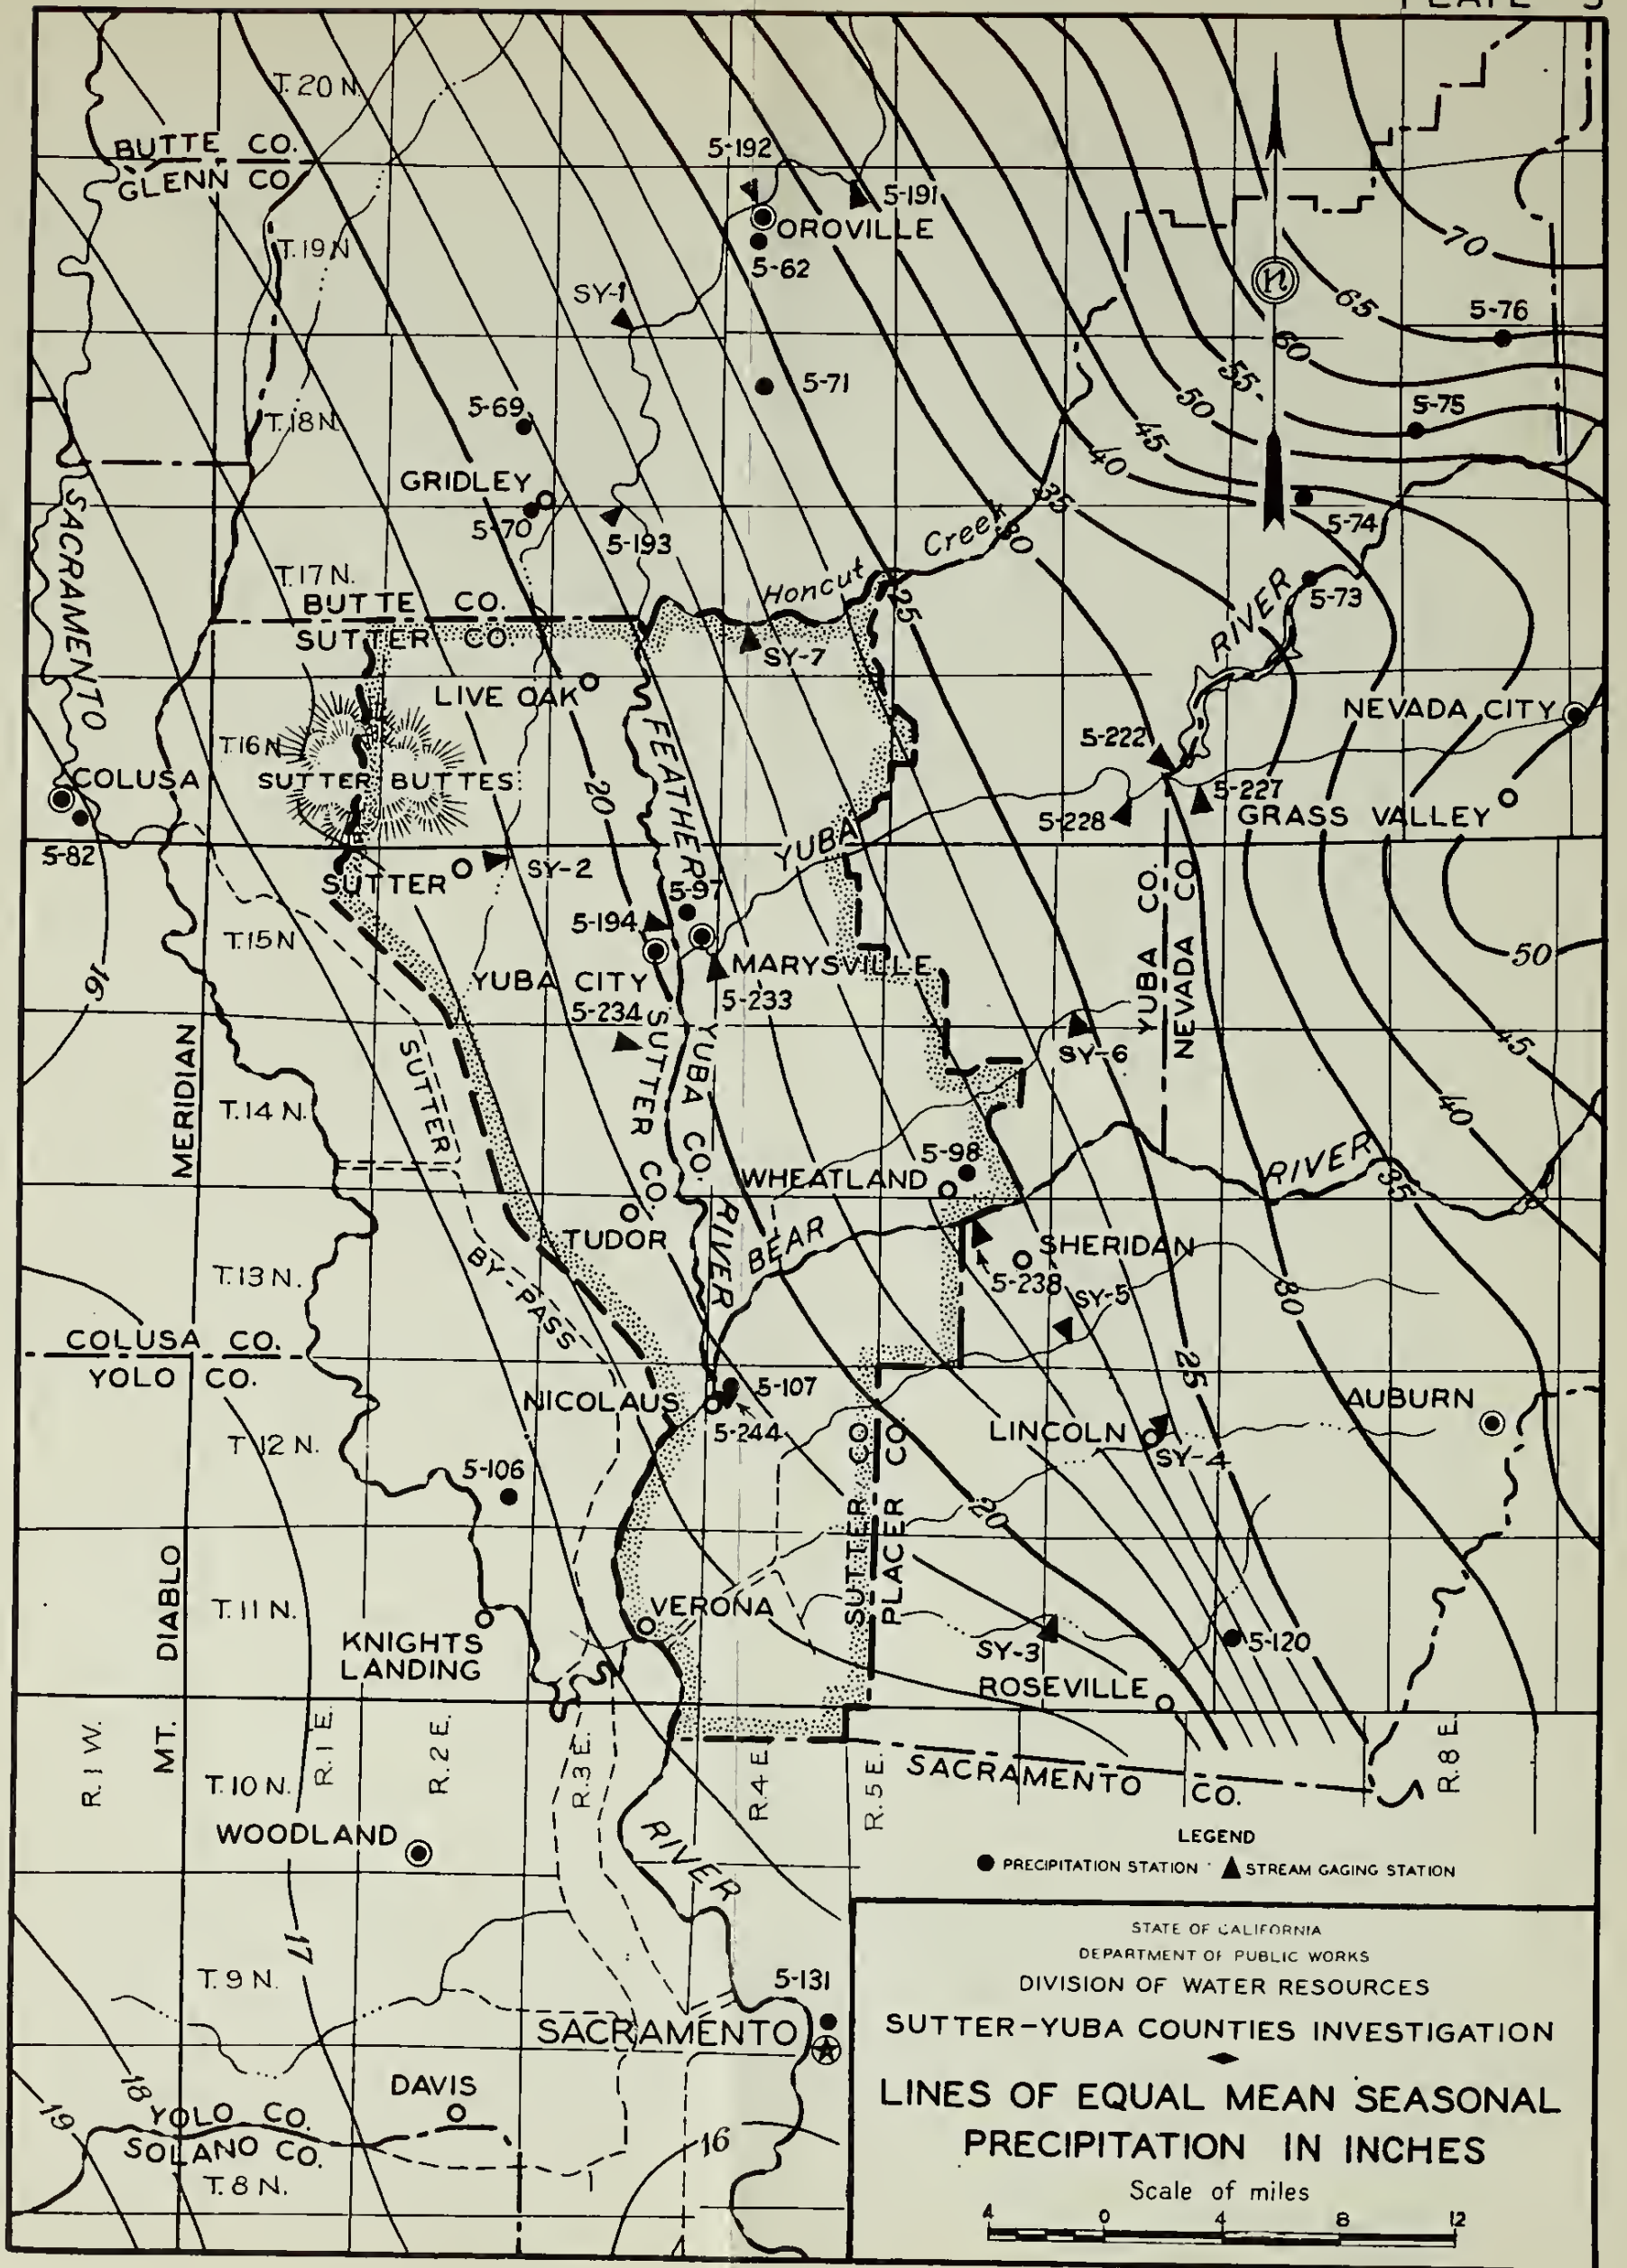 PLATE 5
T. 20 N.
BUTTE CO.
GLENN CO.
5-192
5-191
OROVILLE
5-62
T. 19 N
SY-1
70
65
5-76
60
55
5-71
5-69
T. 18 N.
50
5-75
45
40
GRIDLEY
5-70
5-193
35
5-74
30
Honcut Creek
SACRAMENTO
T. 17 N.
BUTTE CO.
SUTTER CO.
25
5-73
RIVER
SY-7
LIVE OAK
NEVADA CITY
T. 16 N
SUTTER BUTTES
5-222
COLUSA
20
FEATHER
5-227
5-228
GRASS VALLEY
5-82
YUBA
SUTTER
SY-2
5-97
5-194
YUBA CO.
NEVADA CO.
T. 15 N
MARYSVILLE
50
16
YUBA CITY
5-233
5-234
SUTTER CO.
YUBA CO.
SY-6
45
MERIDIAN
SUTTER
T. 14 N.
40
5-98
WHEATLAND
RIVER
35
TUDOR
RIVER
BEAR
SHERIDAN
BY-PASS
T. 13 N.
5-238
SY-5
30
COLUSA CO.
YOLO CO.
25
NICOLAUS
5-107
5-244
AUBURN
LINCOLN
SY-4
T. 12 N.
5-106
SUTTER CO.
PLACER CO.
20
DIABLO
T. 11 N.
VERONA
KNIGHTS
LANDING
SY-3
5-120
ROSEVILLE
R. 1 W.
MT.
R. 1 E.
R. 2 E.
R. 3 E.
R. 4 E.
R. 5 E.
R. 8 E.
T. 10 N.
SACRAMENTO CO.
WOODLAND
RIVER
LEGEND
PRECIPITATION STATION STREAM GAGING STATION
17
T. 9 N.
5-131
SACRAMENTO
18
19
DAVIS
YOLO CO.
SOLANO CO.
16
T. 8 N.
STATE OF CALIFORNIA
DEPARTMENT OF PUBLIC WORKS
DIVISION OF WATER RESOURCES
SUTTER-YUBA COUNTIES INVESTIGATION
LINES OF EQUAL MEAN SEASONAL
PRECIPITATION IN INCHES
Scale of miles
4 0 4 8 12